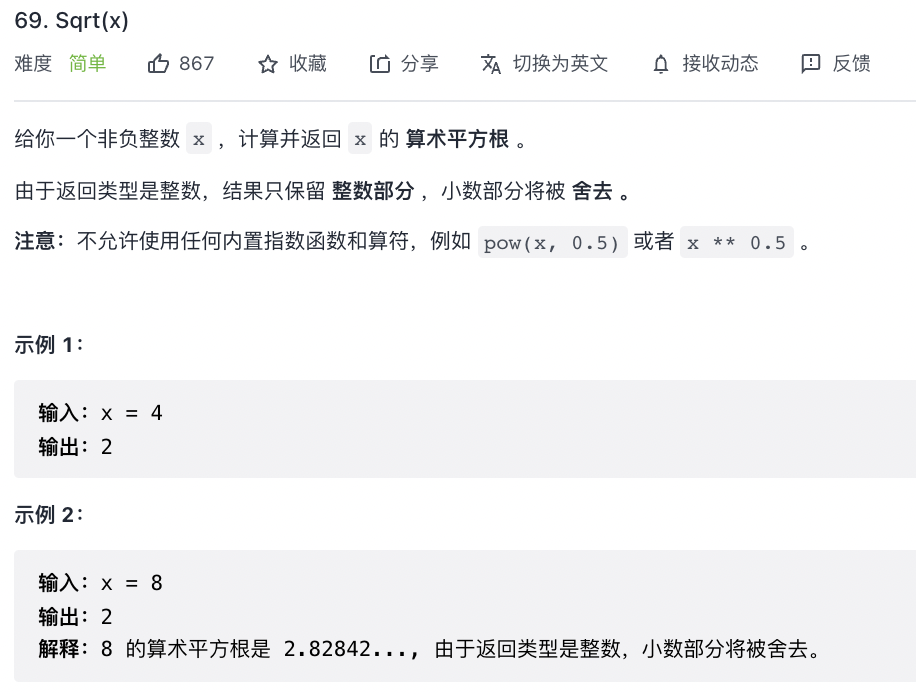 69. Sqrt(x)
难度 简单 867 收藏 分享 切换为英文 接收动态 反馈
给你一个非负整数 x ，计算并返回 x 的 算术平方根 。
由于返回类型是整数，结果只保留 整数部分 ，小数部分将被 舍去 。
注意：不允许使用任何内置指数函数和算符，例如 pow(x, 0.5) 或者 x ** 0.5 。
示例 1：
输入：x = 4
输出：2
示例 2：
输入：x = 8
输出：2
解释：8 的算术平方根是 2.82842..., 由于返回类型是整数，小数部分将被舍去。